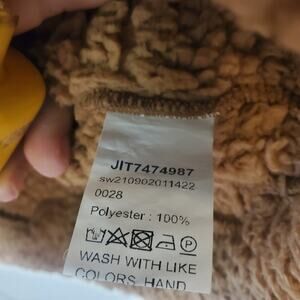 JIT7474987
sw210902011422
0028
Polyester : 100%
P
WASH WITH LIKE
COLORS HAND